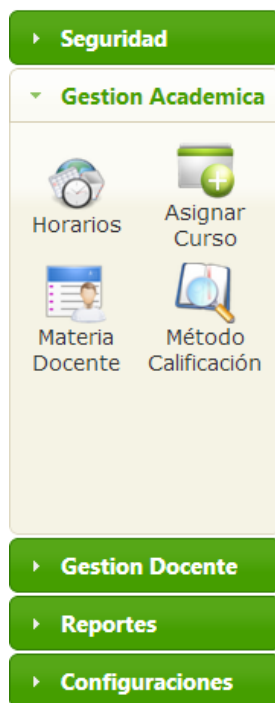 Seguridad
Gestion Academica
Horarios
Asignar
Curso
Materia
Docente
Método
Calificación
Gestion Docente
Reportes
Configuraciones